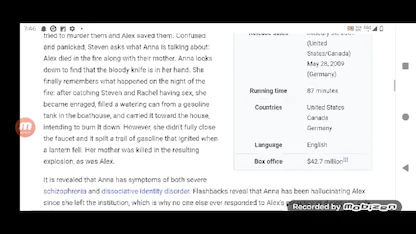 7:46
tried to murder them and Alex saved them. Confused
and panicked, Steven asks what Anna is talking about:
Alex died in the fire along with their mother. Anna looks
down to find that the bloody knife is in her hand. She
finally remembers what happened on the night of the
fire: after catching Steven and Rachel having sex, she
became enraged, filled a watering can from a gasoline
tank in the boathouse, and carried it toward the house,
intending to burn it down. However, she didn't fully close
the faucet and it spilt a trail of gasoline that ignited when
a lantern fell. Her mother was killed in the resulting
explosion, as was Alex.
It is revealed that Anna has symptoms of both severe
schizophrenia and dissociative identity disorder. Flashbacks reveal that Anna has been hallucinating Alex
since she left the institution, which is why no one else ever responded to Alex's
(United
States/Canada)
May 28, 2009
(Germany)
Running time 87 minutes
Countries United States
Canada
Germany
Language English
Box office $42.7 million
Recorded by Mobizen